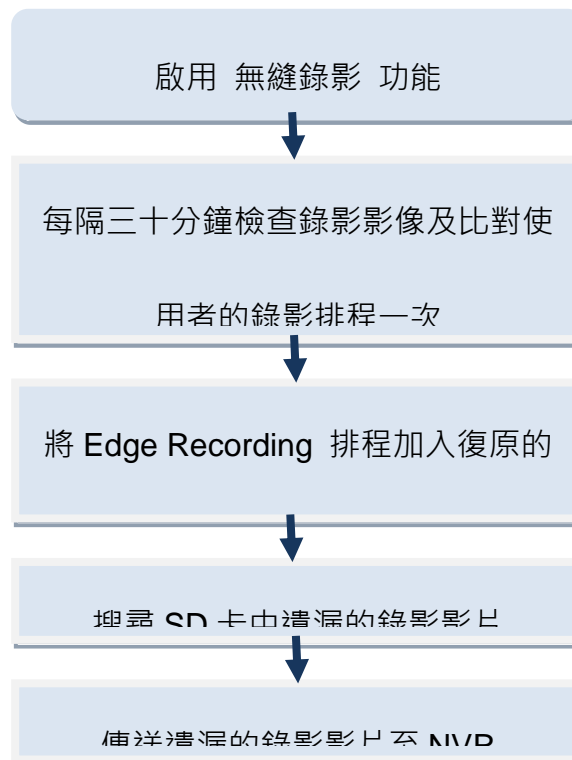 啟用 無縫錄影 功能
每隔三十分鐘檢查錄影影像及比對使
用者的錄影排程一次
將 Edge Recording 排程加入復原的
搜尋 SD 卡中遺漏的錄影影片
傳送遺漏的錄影影片至 NVR